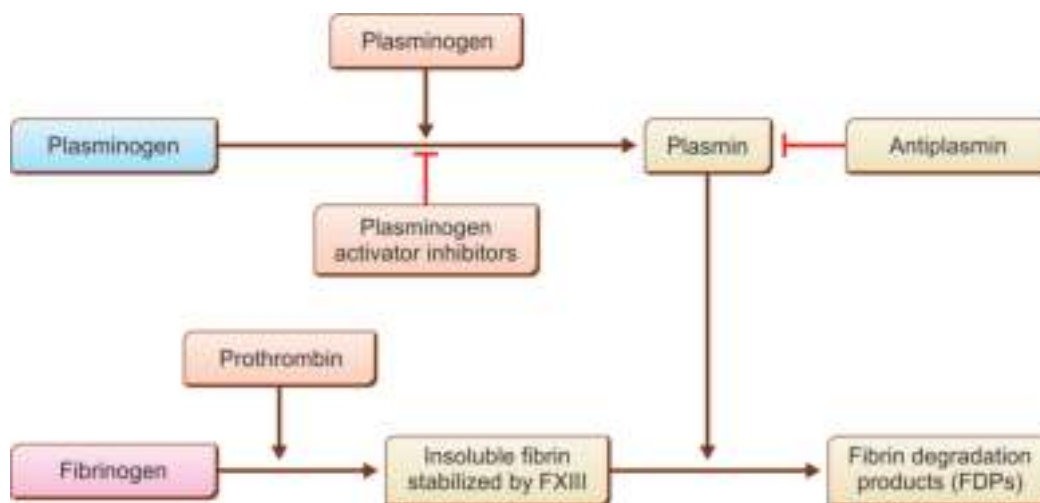 Plasminogen
Plasminogen
Plasmin
Antiplasmin
Plasminogen
activator inhibitors
Prothrombin
Fibrinogen
Insoluble fibrin
stabilized by FXIII
Fibrin degradation
products (FDPs)